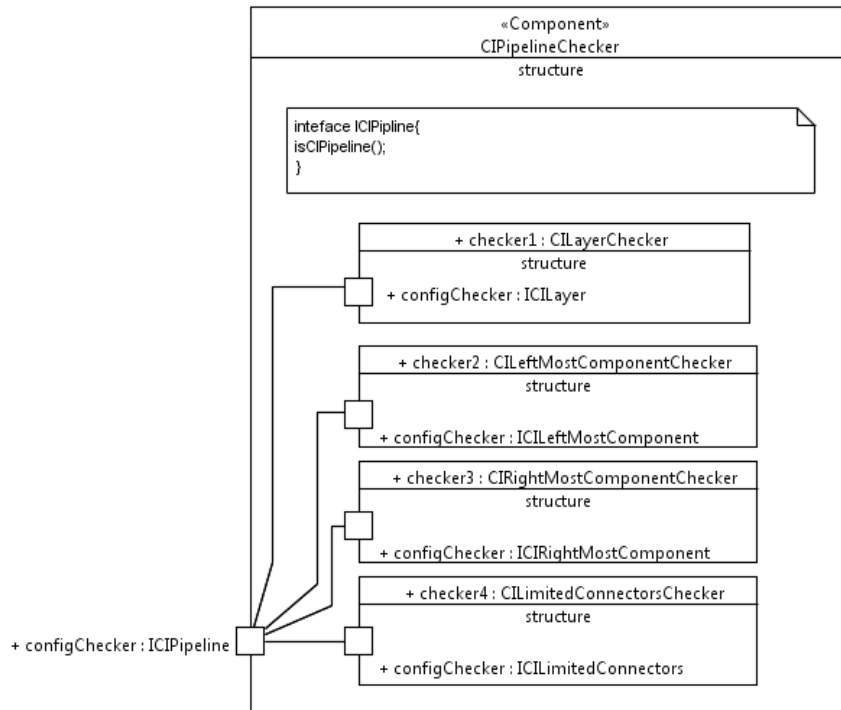 «Component»
CIPipelineChecker
structure
inteface ICIPipline{
isCIPipeline();
}
+ checker1 : CILayerChecker
structure
+ configChecker : ICILayer
+ checker2 : CILeftMostComponentChecker
structure
+ configChecker : ICILeftMostComponent
+ checker3 : CIRightMostComponentChecker
structure
+ configChecker : ICIRightMostComponent
+ checker4 : CILimitedConnectorsChecker
structure
+ configChecker : ICIPipeline
+ configChecker : ICILimitedConnectors